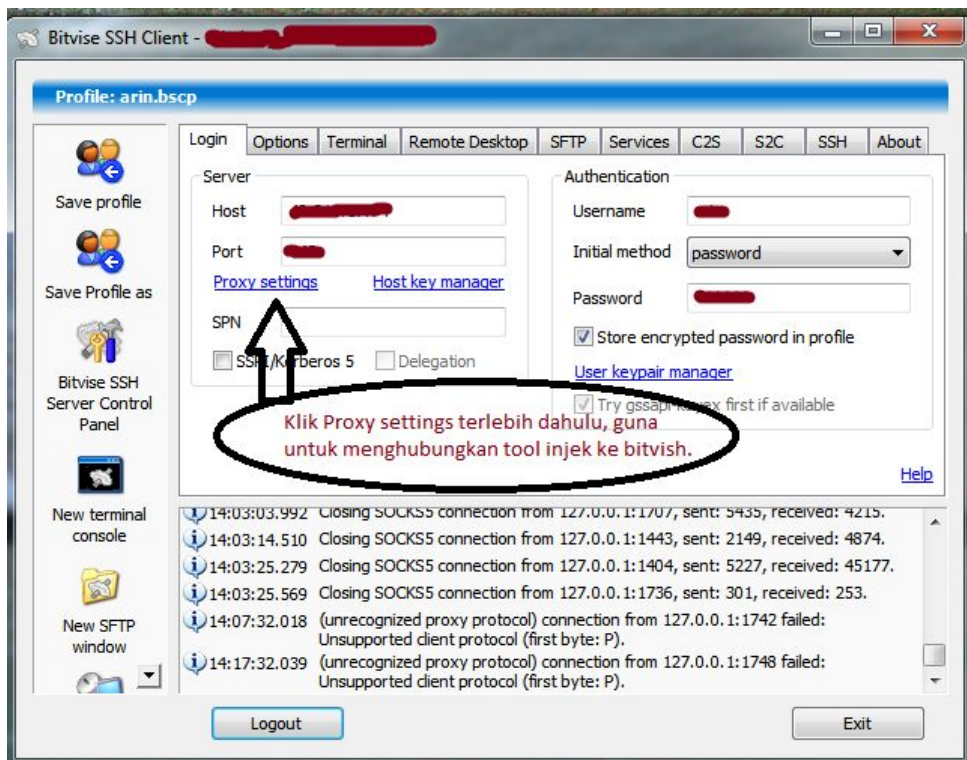 Bitvise SSH Client -
Profile: arin.bscp
Save profile
Save Profile as
Bitvise SSH
Server Control
Panel
New terminal
console
New SFTP
window
Login Options Terminal Remote Desktop SFTP Services C2S S2C SSH About
Server
Host
Port
Proxy settings Host key manager
SPN
SSPI/Kerberos 5 Delegation
Authentication
Username
Initial method password
Password
Store encrypted password in profile
User keypair manager
Try gssapi-keyex first if available
Klik Proxy settings terlebih dahulu, guna
untuk menghubungkan tool injek ke bitvish.
Help
14:03:03.992 Closing SOCKS5 connection from 127.0.0.1:1707, sent: 5435, received: 4215.
14:03:14.510 Closing SOCKS5 connection from 127.0.0.1:1443, sent: 2149, received: 4874.
14:03:25.279 Closing SOCKS5 connection from 127.0.0.1:1404, sent: 5227, received: 45177.
14:03:25.569 Closing SOCKS5 connection from 127.0.0.1:1736, sent: 301, received: 253.
14:07:32.018 (unrecognized proxy protocol) connection from 127.0.0.1:1742 failed:
Unsupported client protocol (first byte: P).
14:17:32.039 (unrecognized proxy protocol) connection from 127.0.0.1:1748 failed:
Unsupported client protocol (first byte: P).
Logout Exit